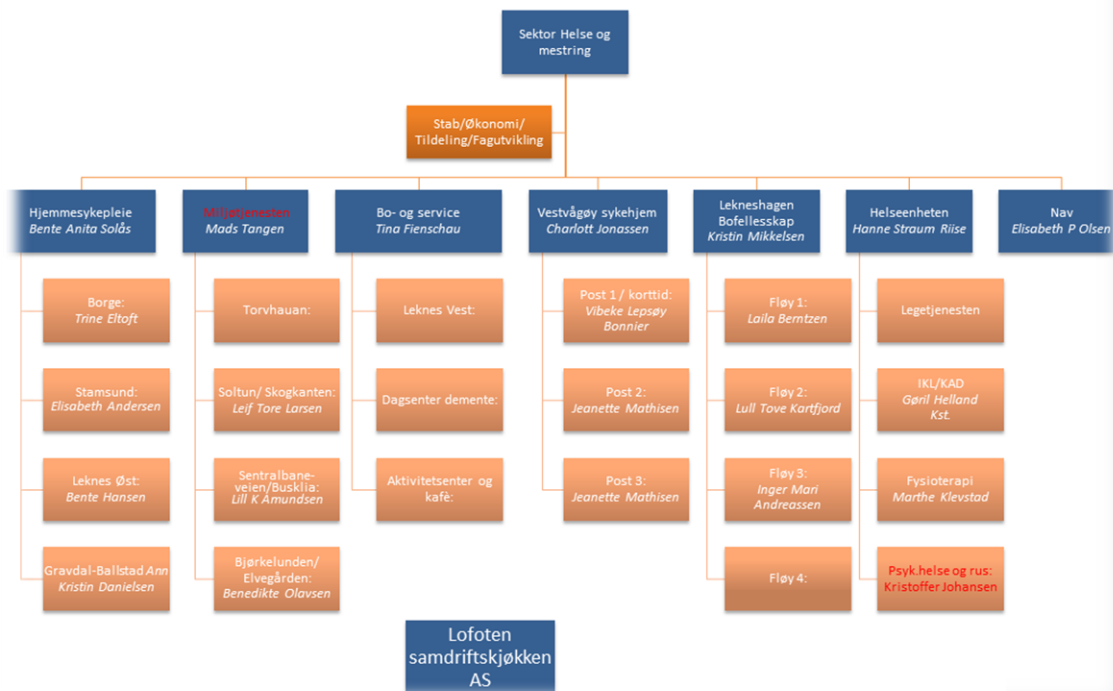 Sektor Helse og
mestring
Stab/Økonomi/
Tildeling/Fagutvikling
Hjemmesykepleie
Bente Anita Solås
Miljøtjenesten
Mads Tangen
Bo- og service
Tina Fienschau
Vestvågøy sykehjem
Charlott Jonassen
Lekneshagen
Bofellesskap
Kristin Mikkelsen
Helseenheten
Hanne Straum Riise
Nav
Elisabeth P Olsen
Borge:
Trine Eltoft
Stamsund:
Elisabeth Andersen
Leknes Øst:
Bente Hansen
Gravdal-Ballstad Ann
Kristin Danielsen
Torvhauan:
Soltun/ Skogkanten:
Leif Tore Larsen
Sentralbane-
veien/Busklia:
Lill K Amundsen
Bjørkelunden/
Elvegården:
Benedikte Olavsen
Leknes Vest:
Dagsenter demente:
Aktivitetsenter og
kafè:
Post 1 / korttid:
Vibeke Lepsøy
Bonnier
Post 2:
Jeanette Mathisen
Post 3:
Jeanette Mathisen
Fløy 1:
Laila Berntzen
Fløy 2:
Lull Tove Kartfjord
Fløy 3:
Inger Mari
Andreassen
Fløy 4:
Legetjenesten
IKL/KAD
Gøril Helland
Kst.
Fysioterapi
Marthe Klevstad
Psyk.helse og rus:
Kristoffer Johansen
Lofoten
samdriftskjøkken
AS